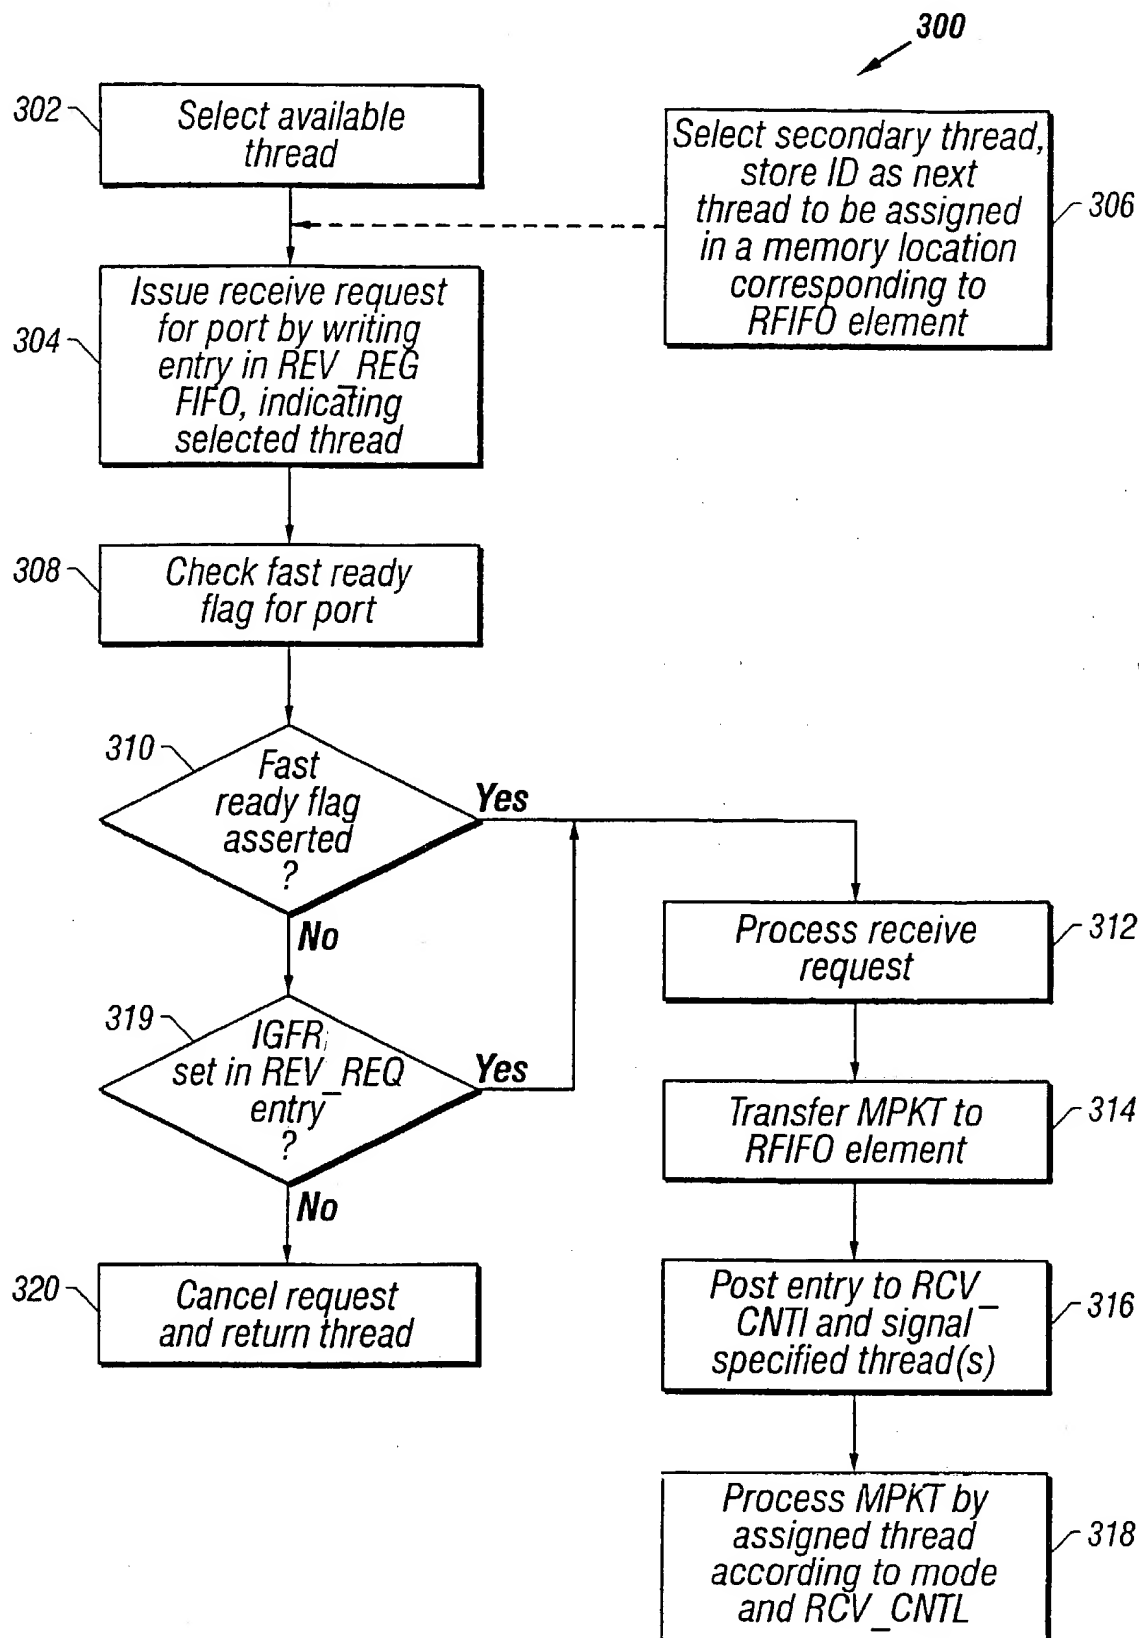 300
302
Select available
thread
Select secondary thread,
store ID as next
thread to be assigned
in a memory location
corresponding to
RFIFO element
306
304
Issue receive request
for port by writing
entry in REV_REG
FIFO, indicating
selected thread
308
Check fast ready
flag for port
310
Fast
ready flag
asserted
?
Yes
No
312
Process receive
request
319
IGFR
set in REV_REQ
entry
?
Yes
No
314
Transfer MPKT to
RFIFO element
320
Cancel request
and return thread
316
Post entry to RCV_
CNTl and signal
specified thread(s)
318
Process MPKT by
assigned thread
according to mode
and RCV_CNTL